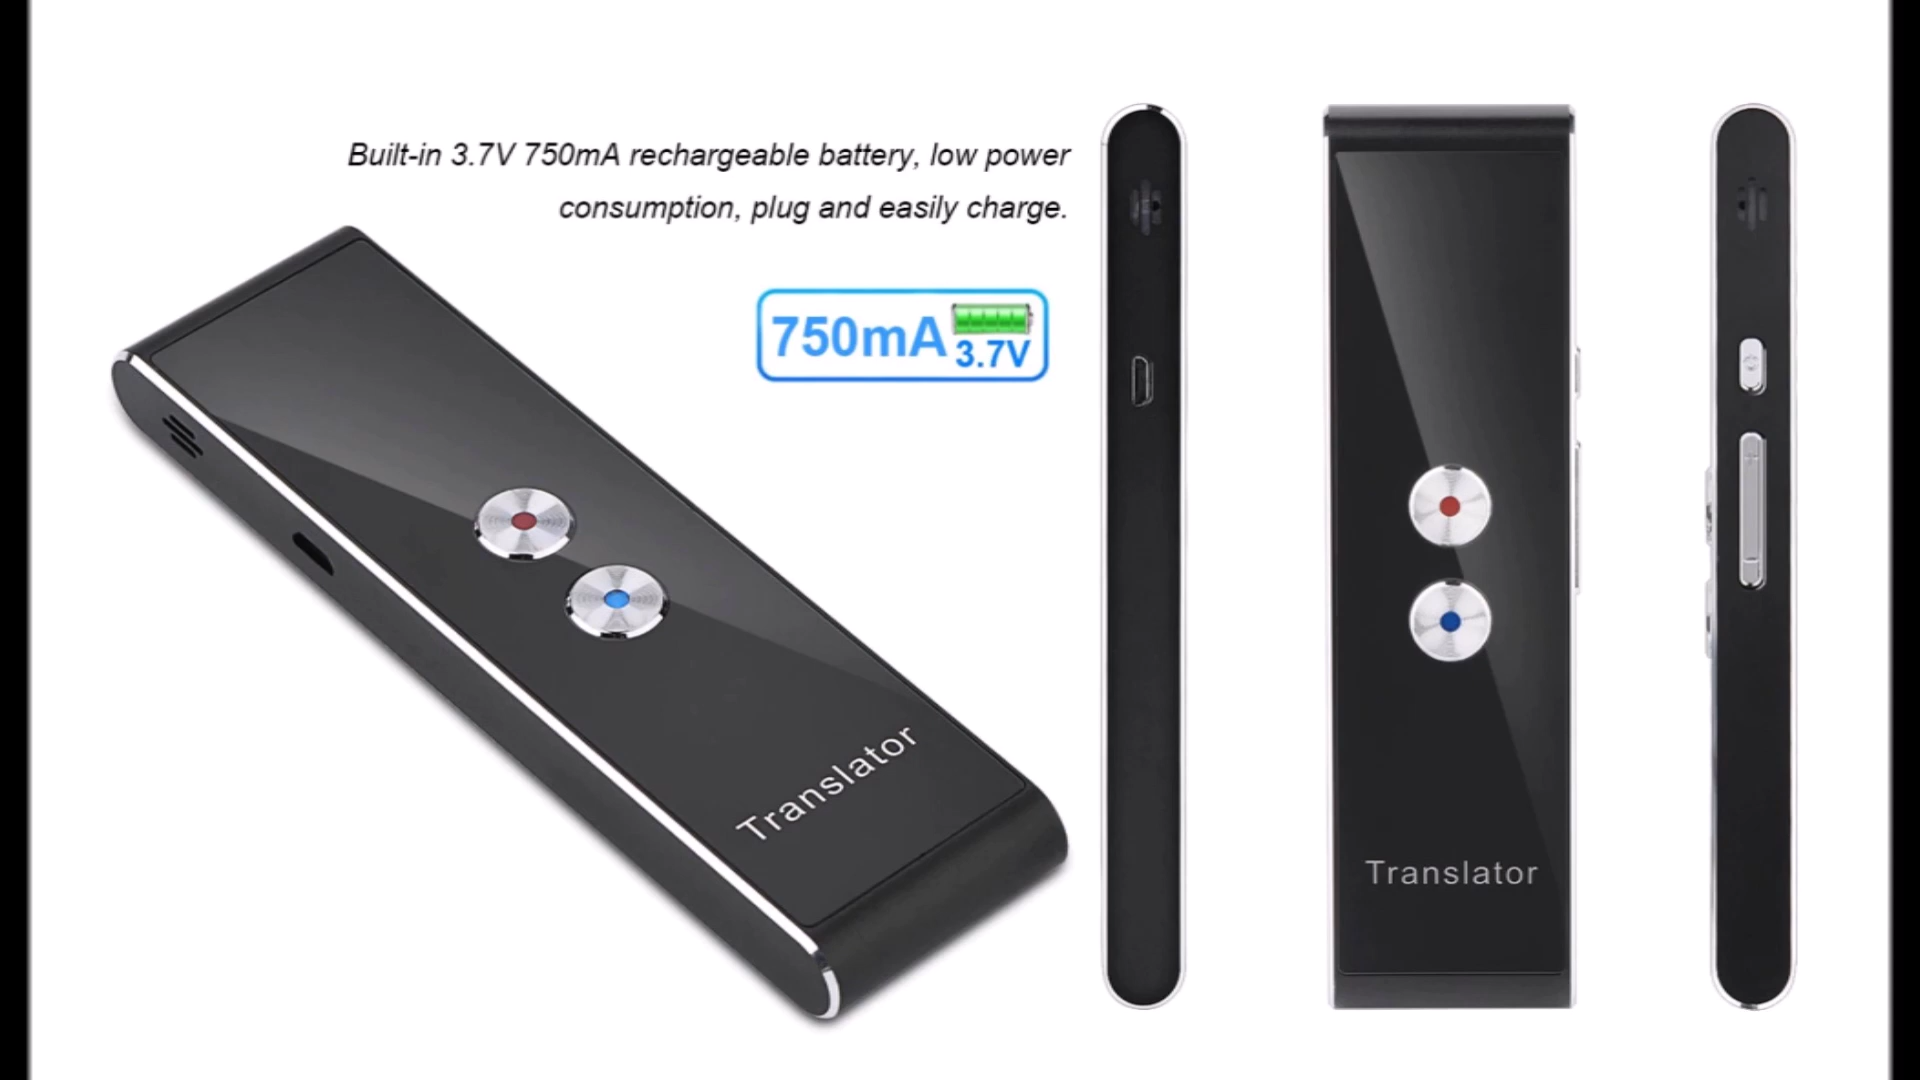 Built-in 3.7V 750mA rechargeable battery, low power
consumption, plug and easily charge.
750mA
3.7V
Translator
Translator